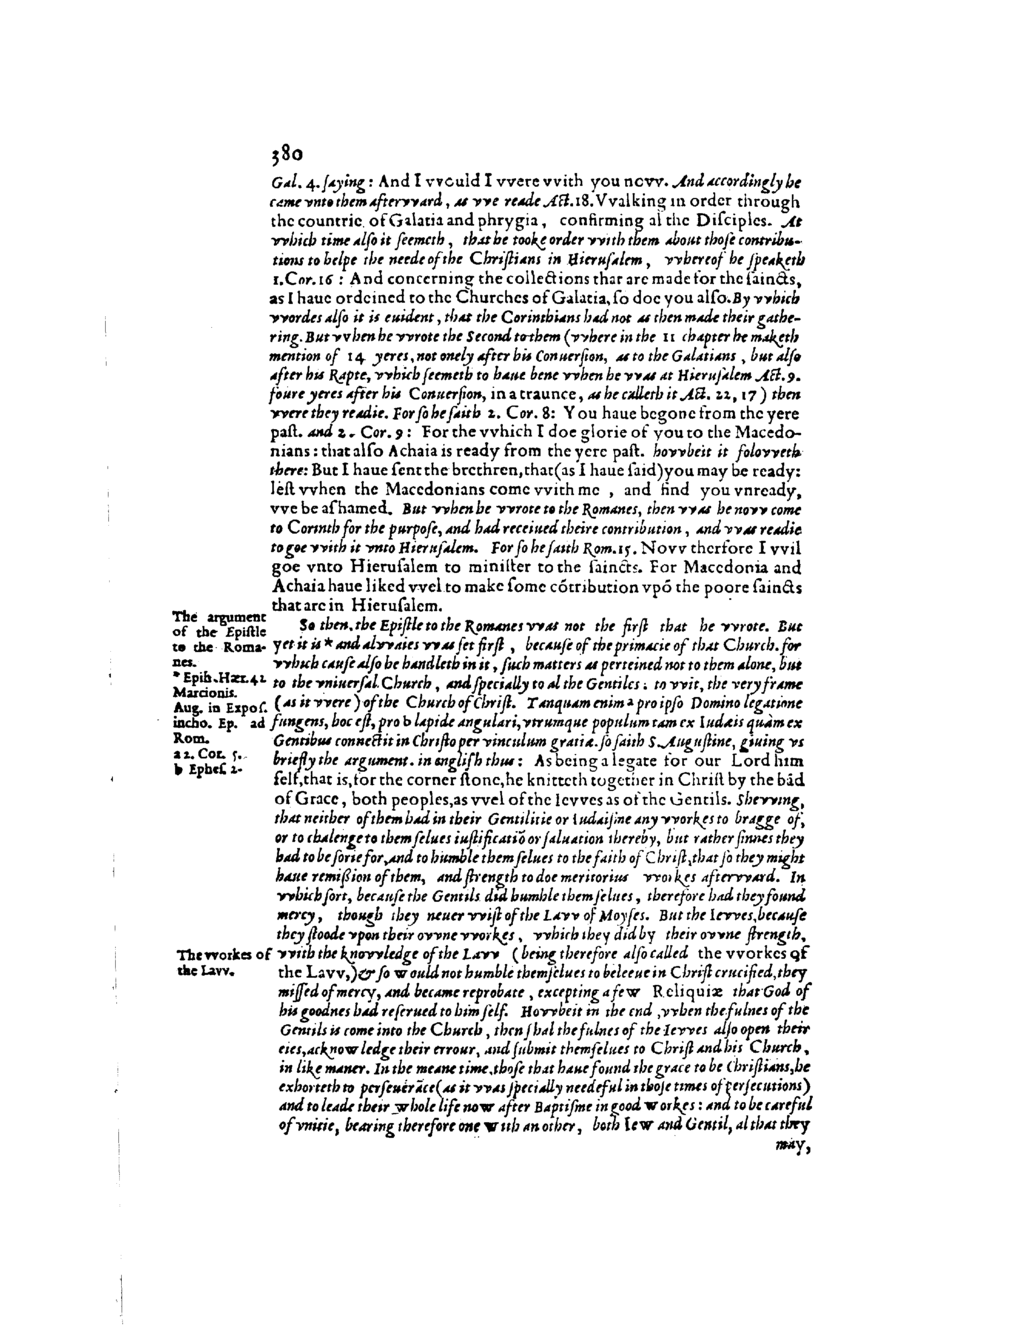 380
Gal. 4. ſaying: And I vvould I vvere vvith you novv. And accordingly he
came vnto them aftervvard, as vve reade Act. 18. Vvalking in order through
the countrie of Galatia and phrygia, confirming al the Diſciples. At
vvhich time alſo it ſeemeth, that he tooke order vvith them about thoſe contribu-
tions to helpe the neede of the Chriſtians in Hieruſalem, vvhereof he ſpeaketh
1. Cor. 16: And concerning the collections that are made for the ſaincts,
as I haue ordeined to the Churches of Galatia, ſo doe you alſo. By vvhich
vvordes alſo it is euident, that the Corinthians had not as then made their gathe-
ring. But vvhen he vvrote the Second to them (vvhere in the 11 chapter he maketh
mention of 14 yeres, not onely after his Conuerſion, as to the Galatians, but alſo
after his Rapte, vvhich ſeemeth to haue bene vvhen he vvas at Hieruſalem Act. 9.
foure yeres after his Conuerſion, in a traunce, as he calleth it Act. 22, 17) then
vvere they readie. For ſo he ſaith 2. Cor. 8: You haue begone from the yere
paſt. and 2. Cor. 9: For the vvhich I doe glorie of you to the Macedo-
nians: that alſo Achaia is ready from the yere paſt. hovvbeit it folovveth
there: But I haue ſent the brethren, that (as I haue ſaid) you may be ready:
leſt vvhen the Macedonians come vvith me, and find you vnready,
vve be aſhamed. But vvhen he vvrote to the Romanes, then vvas he novv come
to Corinth for the purpoſe, and had receiued theire contribution, and vvas readie
to goe vvith it vnto Hieruſalem. For ſo he ſaith Rom. 15. Novv therfore I vvil
goe vnto Hieruſalem to miniſter to the ſaincts. For Macedonia and
Achaia haue liked vvel to make ſome cōtribution vpō the poore ſaincts
that are in Hieruſalem.
The argument
of the Epiſtle
to the Roma-
nes.
* Epih. Hær. 42
Marcionis.
Aug. in Expoſ.
incho. Ep. ad
Rom.
a 2. Cor. 5.
b Epheſ. 2.
So then, the Epiſtle to the Romanes vvas not the firſt that he vvrote. But
yet it is * and alvvaies vvas ſet firſt, becauſe of the primacie of that Church. for
vvhich cauſe alſo he handleth in it, ſuch matters as perteined not to them alone, but
to the vniuerſal Church, and ſpecially to al the Gentiles: to vvit, the very frame
(as it vvere) of the Church of Chriſt. Tanquam enim a pro ipſo Domino legatione
fungens, hoc eſt, pro b lapide angulari, vtrumque populum tam ex Iudæis quàm ex
Gentibus connectit in Chriſto per vinculum gratiæ. ſo ſaith S. Auguſtine, giuing vs
briefly the argument. in engliſh thus: As being a legate for our Lord him
ſelf, that is, for the corner ſtone, he knitteth together in Chriſt by the bād
of Grace, both peoples, as vvel of the Ievves as of the Gentils. Shevving,
that neither of them had in their Gentilitie or Iudaiſme any vvorkes to bragge of,
or to chalenge to themſelues iuſtificatiō or ſaluation thereby, but rather ſinnes they
had to be ſorie for, and to humble themſelues to the faith of Chriſt, that ſo they might
haue remiſſion of them, and ſtrength to doe meritorius vvorkes aftervvard. In
vvhich ſort, becauſe the Gentils did humble themſelues, therefore had they found
mercy, though they neuer vviſt of the Lavv of Moyſes. But the Ievves, becauſe
they ſtoode vpon their ovvne vvorkes, vvhich they did by their ovvne ſtrength,
The vvorkes of
the Lavv.
vvith the knovvledge of the Lavv (being therefore alſo called the vvorkes of
the Lavv,) & ſo would not humble themſelues to beleeue in Chriſt crucified, they
miſſed of mercy, and became reprobate, excepting a few Reliquiæ that God of
his goodnes had reſerued to him ſelf. Hovvbeit in the end, vvhen the fulnes of the
Gentils is come into the Church, then ſhal the fulnes of the Ievves alſo open their
eies, acknowledge their errour, and ſubmit themſelues to Chriſt and his Church,
in like maner. In the meane time, thoſe that haue found the grace to be Chriſtians, he
exhorteth to perſeuerāce (as it vvas ſpecially needeful in thoſe times of perſecutions)
and to leade their whole life now after Baptiſme in good workes: and to be careful
of vnitie, bearing therefore one with an other, both Iew and Gentil, al that they
may,